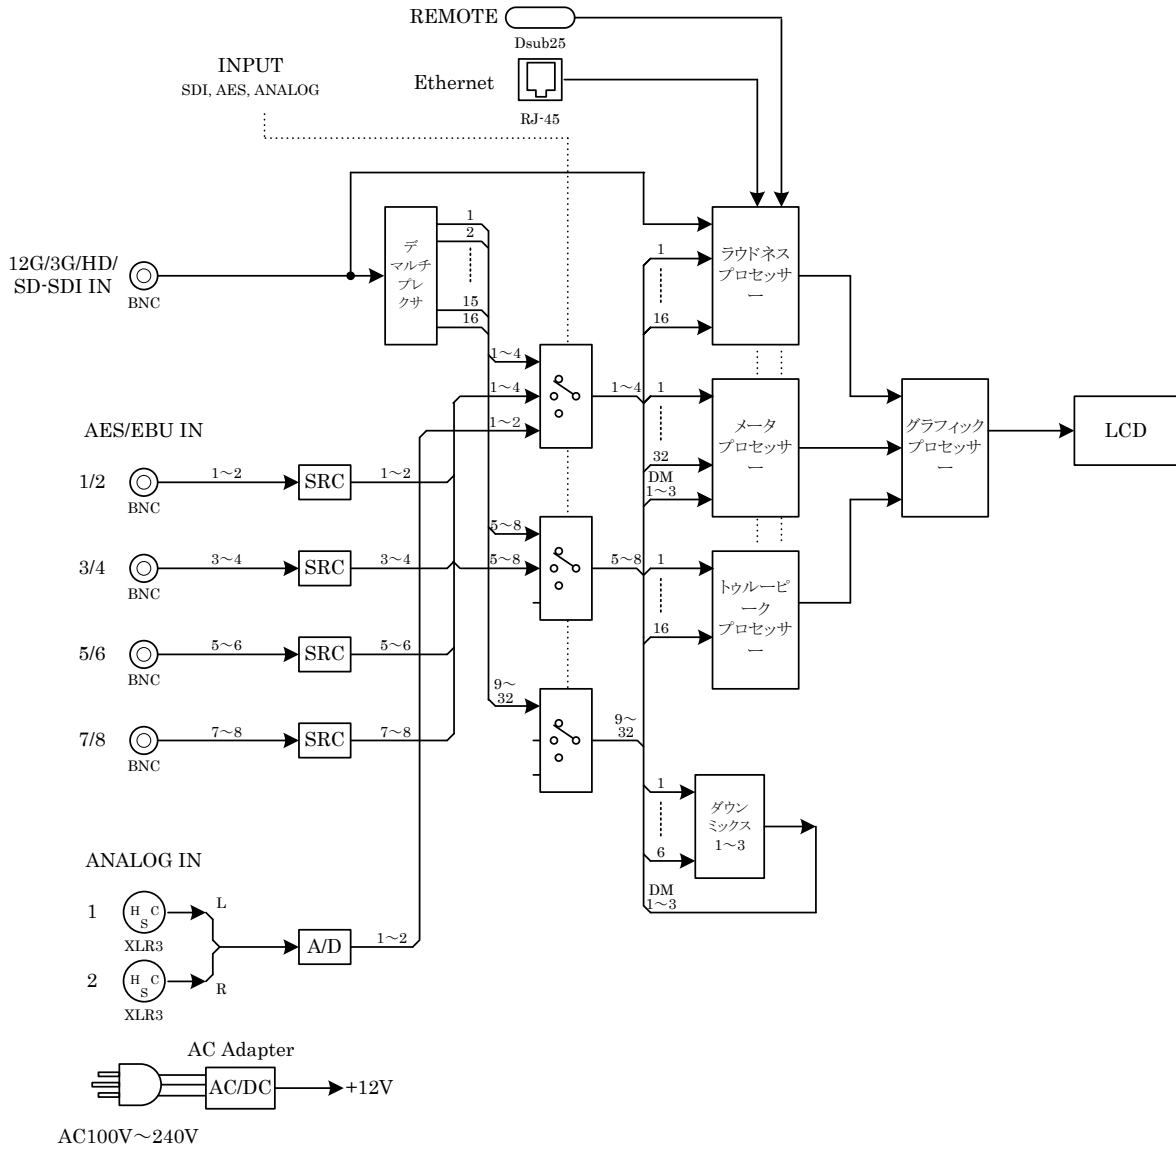 REMOTE
Dsub25
INPUT
SDI, AES, ANALOG
Ethernet
RJ-45
12G/3G/HD/
SD-SDI IN
BNC
デ
マルチ
プレ
クサ
1
2
15
16
1～4
1～4
1～2
1～4
5～8
5～8
5～8
9～
32
9～
32
1
16
ラウドネス
プロセッサ
ー
1
32
DM
1～3
メータ
プロセッサ
ー
1
16
トゥルーピ
ーク
プロセッサ
ー
グラフィック
プロセッサ
ー
LCD
AES/EBU IN
1/2
BNC
1～2
SRC
1～2
3/4
BNC
3～4
SRC
3～4
5/6
BNC
5～6
SRC
5～6
7/8
BNC
7～8
SRC
7～8
1
6
DM
1～3
ダウン
ミックス
1～3
ANALOG IN
1
H C
S
XLR3
L
2
H C
S
XLR3
R
A/D
1～2
AC Adapter
AC/DC
+12V
AC100V～240V